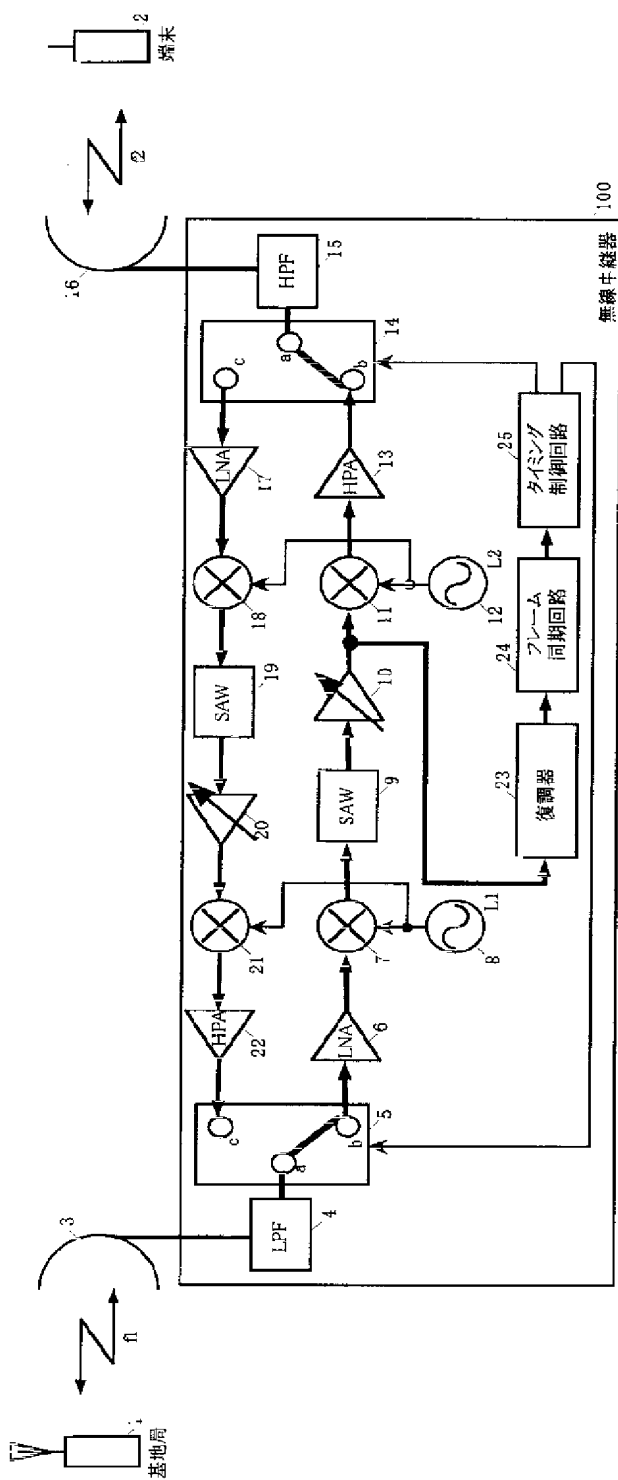 1
基地局
f1
3
LPF
4
a
b
c
5
LNA
6
HPA
22
7
21
8
L1
SAW
9
20
10
SAW
19
11
18
12
L2
HPA
13
LNA
17
a
b
c
14
HPF
15
16
f2
2
端末
復調器
23
フレーム
同期回路
24
タイミング
制御回路
25
無線中継器
100